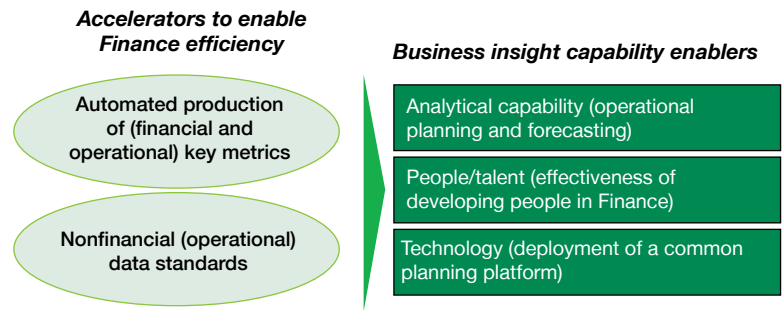 Accelerators to enable
Finance efficiency
Automated production
of (financial and
operational) key metrics
Nonfinancial (operational)
data standards
Business insight capability enablers
Analytical capability (operational
planning and forecasting)
People/talent (effectiveness of
developing people in Finance)
Technology (deployment of a common
planning platform)